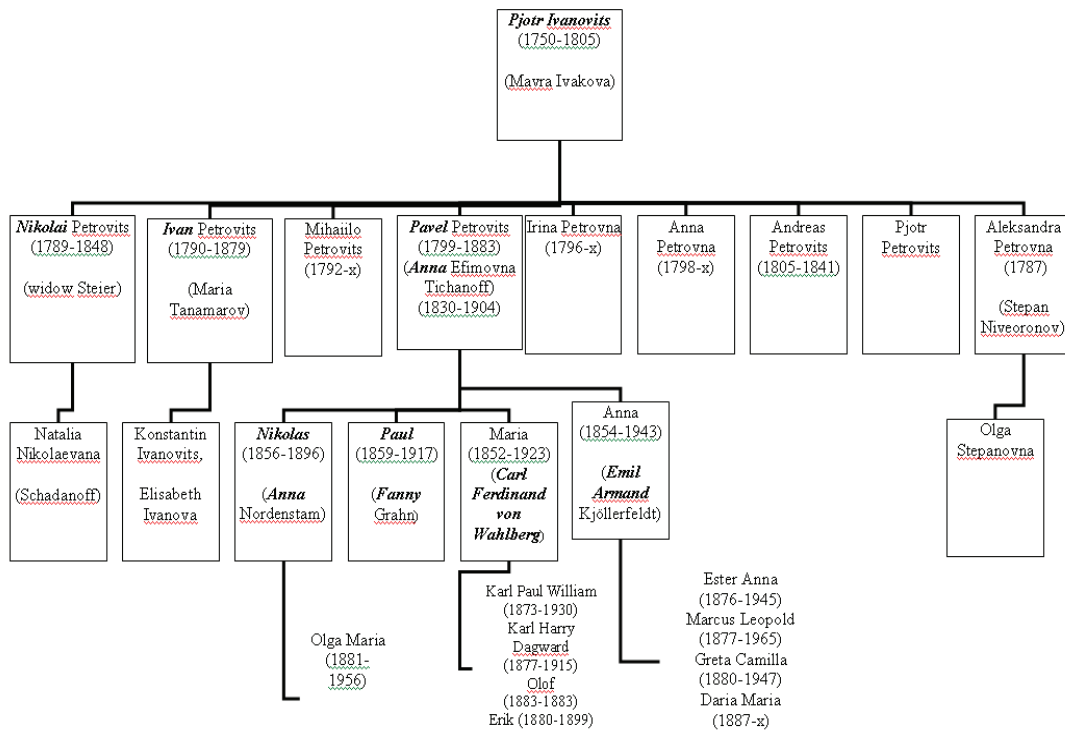 Pjotr Ivanovits
(1750-1805)
(Mavra Ivakova)
Nikolai Petrovits
(1789-1848)
(widow Steier)
Ivan Petrovits
(1790-1879)
(Maria
Tanamarov)
Mihaiilo
Petrovits
(1792-x)
Pavel Petrovits
(1799-1883)
(Anna Efimovna
Tichanoff)
(1830-1904)
Irina Petrovna
(1796-x)
Anna
Petrovna
(1798-x)
Andreas
Petrovits
(1805-1841)
Pjotr
Petrovits
Aleksandra
Petrovna
(1787)
(Stepan
Niveoronov)
Natalia
Nikolaevana
(Schadanoff)
Konstantin
Ivanovits,
Elisabeth
Ivanova
Nikolas
(1856-1896)
(Anna
Nordenstam)
Paul
(1859-1917)
(Fanny
Grahn)
Maria
(1852-1923)
(Carl
Ferdinand
von
Wahlberg)
Anna
(1854-1943)
(Emil
Armand
Kjöllerfeldt)
Olga
Stepanovna
Olga Maria
(1881-
1956)
Karl Paul William
(1873-1930)
Karl Harry
Dagward
(1877-1915)
Olof
(1883-1883)
Erik (1880-1899)
Ester Anna
(1876-1945)
Marcus Leopold
(1877-1965)
Greta Camilla
(1880-1947)
Daria Maria
(1887-x)